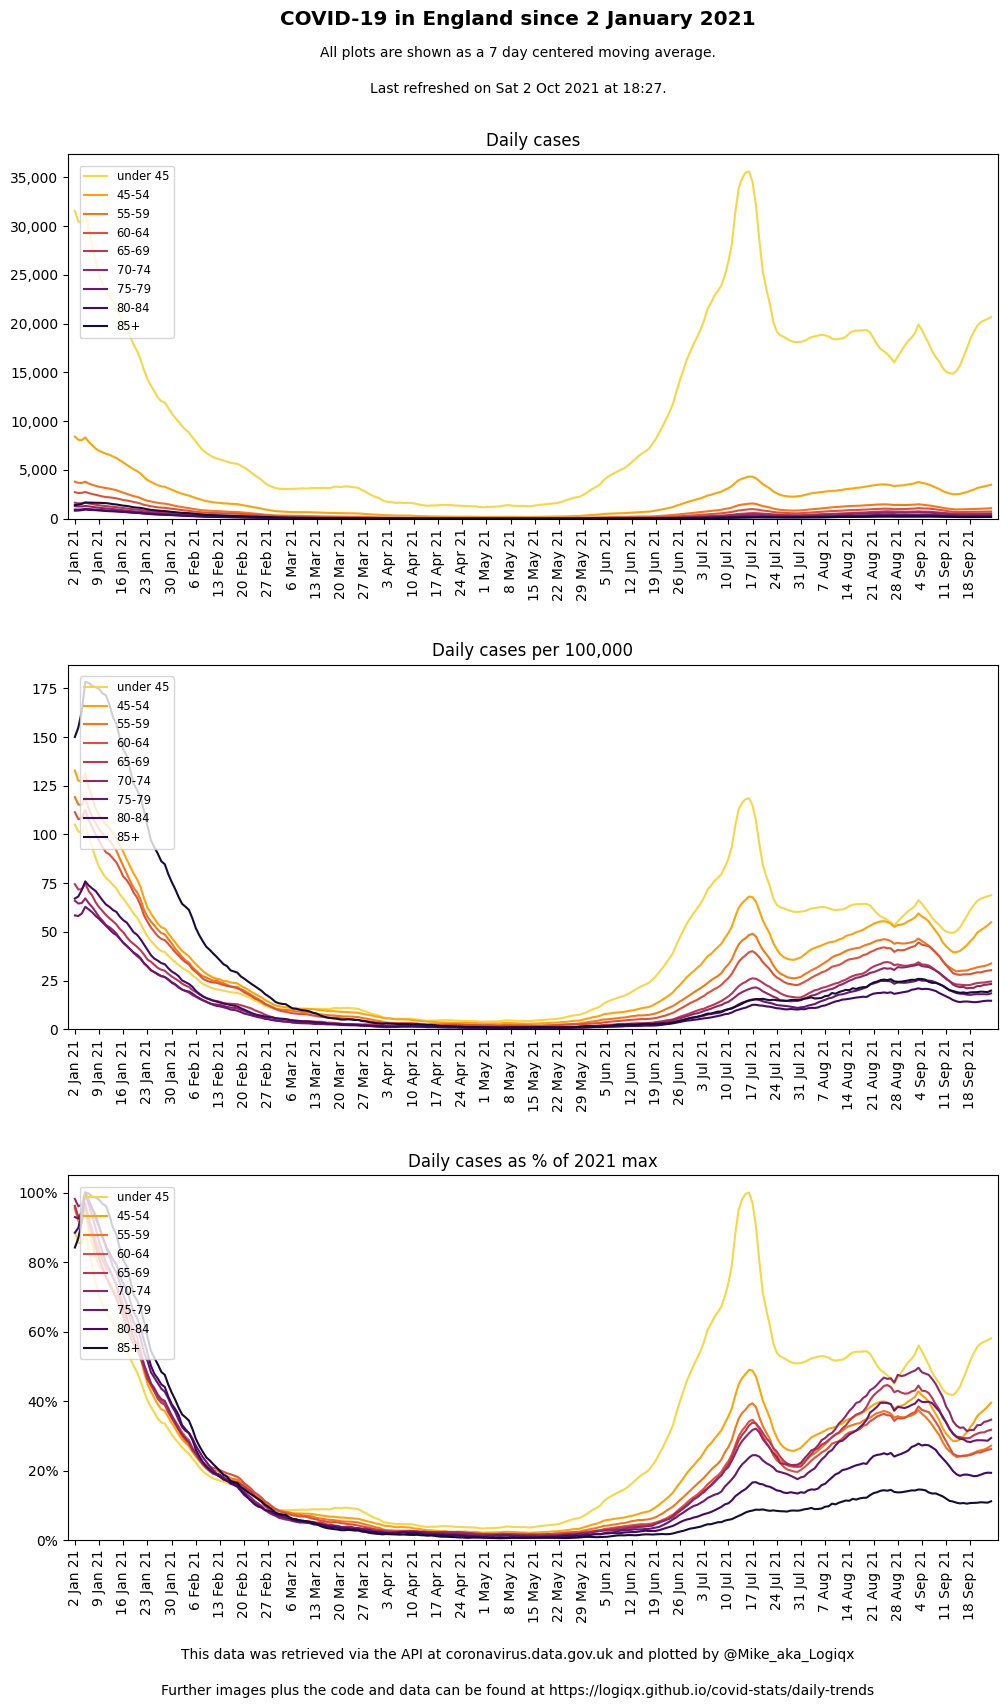 COVID-19 in England since 2 January 2021
All plots are shown as a 7 day centered moving average.
Last refreshed on Sat 2 Oct 2021 at 18:27.
Daily cases
35,000
30,000
25,000
20,000
15,000
10,000
5,000
0
under 45
45-54
55-59
60-64
65-69
70-74
75-79
80-84
85+
2 Jan 21
9 Jan 21
16 Jan 21
23 Jan 21
30 Jan 21
6 Feb 21
13 Feb 21
20 Feb 21
27 Feb 21
6 Mar 21
13 Mar 21
20 Mar 21
27 Mar 21
3 Apr 21
10 Apr 21
17 Apr 21
24 Apr 21
1 May 21
8 May 21
15 May 21
22 May 21
29 May 21
5 Jun 21
12 Jun 21
19 Jun 21
26 Jun 21
3 Jul 21
10 Jul 21
17 Jul 21
24 Jul 21
31 Jul 21
7 Aug 21
14 Aug 21
21 Aug 21
28 Aug 21
4 Sep 21
11 Sep 21
18 Sep 21
Daily cases per 100,000
175
150
125
100
75
50
25
0
under 45
45-54
55-59
60-64
65-69
70-74
75-79
80-84
85+
2 Jan 21
9 Jan 21
16 Jan 21
23 Jan 21
30 Jan 21
6 Feb 21
13 Feb 21
20 Feb 21
27 Feb 21
6 Mar 21
13 Mar 21
20 Mar 21
27 Mar 21
3 Apr 21
10 Apr 21
17 Apr 21
24 Apr 21
1 May 21
8 May 21
15 May 21
22 May 21
29 May 21
5 Jun 21
12 Jun 21
19 Jun 21
26 Jun 21
3 Jul 21
10 Jul 21
17 Jul 21
24 Jul 21
31 Jul 21
7 Aug 21
14 Aug 21
21 Aug 21
28 Aug 21
4 Sep 21
11 Sep 21
18 Sep 21
Daily cases as % of 2021 max
100%
80%
60%
40%
20%
0%
under 45
45-54
55-59
60-64
65-69
70-74
75-79
80-84
85+
2 Jan 21
9 Jan 21
16 Jan 21
23 Jan 21
30 Jan 21
6 Feb 21
13 Feb 21
20 Feb 21
27 Feb 21
6 Mar 21
13 Mar 21
20 Mar 21
27 Mar 21
3 Apr 21
10 Apr 21
17 Apr 21
24 Apr 21
1 May 21
8 May 21
15 May 21
22 May 21
29 May 21
5 Jun 21
12 Jun 21
19 Jun 21
26 Jun 21
3 Jul 21
10 Jul 21
17 Jul 21
24 Jul 21
31 Jul 21
7 Aug 21
14 Aug 21
21 Aug 21
28 Aug 21
4 Sep 21
11 Sep 21
18 Sep 21
This data was retrieved via the API at coronavirus.data.gov.uk and plotted by @Mike_aka_Logiqx
Further images plus the code and data can be found at https://logiqx.github.io/covid-stats/daily-trends